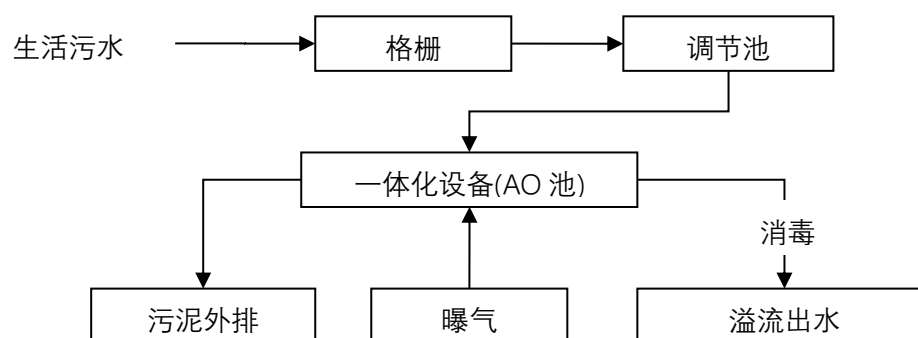 生活污水
格栅
调节池
一体化设备(AO 池)
消毒
污泥外排
曝气
溢流出水